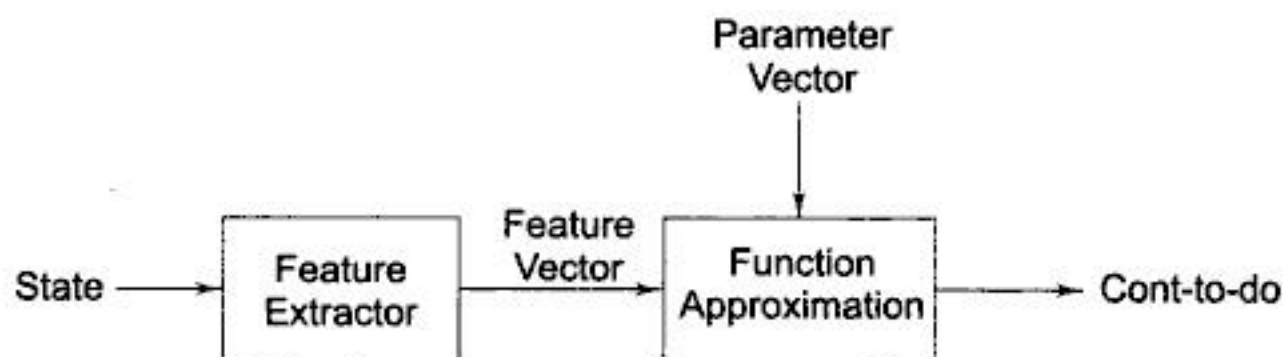 Parameter
Vector
State
Feature
Extractor
Feature
Vector
Function
Approximation
Cont-to-do